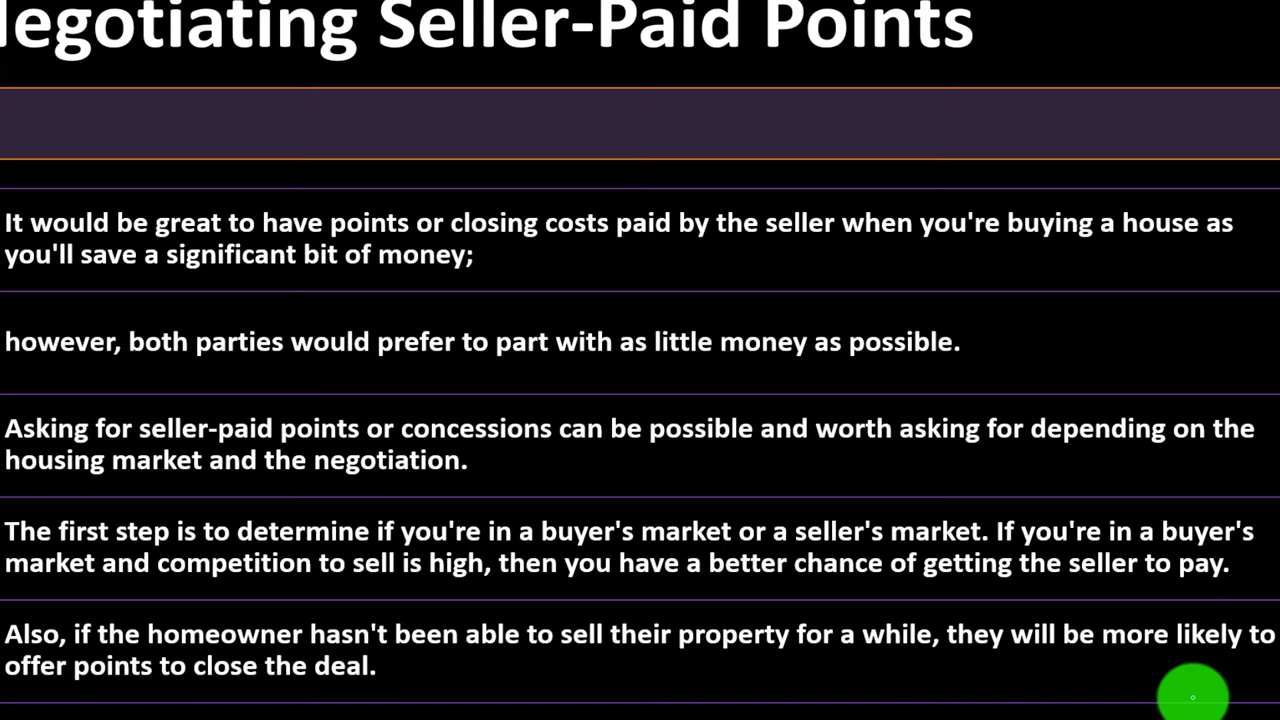 egotiating Seller-Paid Points
It would be great to have points or closing costs paid by the seller when you're buying a house as
you'll save a significant bit of money;
however, both parties would prefer to part with as little money as possible.
Asking for seller-paid points or concessions can be possible and worth asking for depending on the
housing market and the negotiation.
The first step is to determine if you're in a buyer's market or a seller's market. If you're in a buyer's
market and competition to sell is high, then you have a better chance of getting the seller to pay.
Also, if the homeowner hasn't been able to sell their property for a while, they will be more likely to
offer points to close the deal.